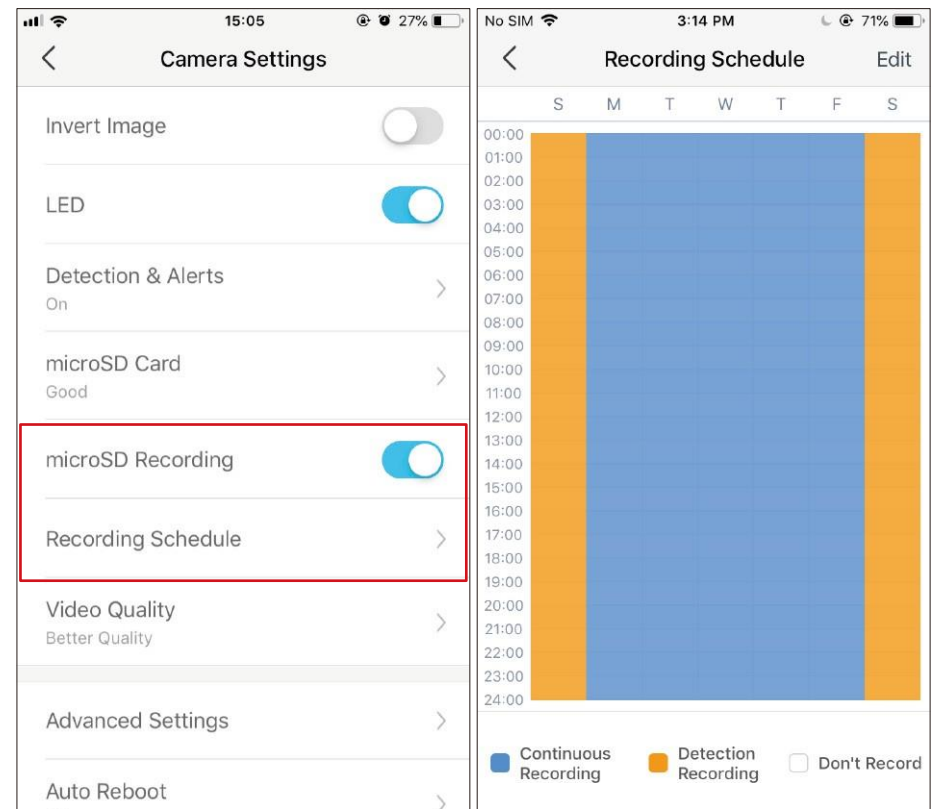 15:05
27%
Camera Settings
Invert Image
LED
Detection & Alerts
On
microSD Card
Good
microSD Recording
Recording Schedule
Video Quality
Better Quality
Advanced Settings
Auto Reboot
No SIM
3:14 PM
71%
Recording Schedule
Edit
S M T W T F S
00:00
01:00
02:00
03:00
04:00
05:00
06:00
07:00
08:00
09:00
10:00
11:00
12:00
13:00
14:00
15:00
16:00
17:00
18:00
19:00
20:00
21:00
22:00
23:00
24:00
Continuous
Recording
Detection
Recording
Don't Record